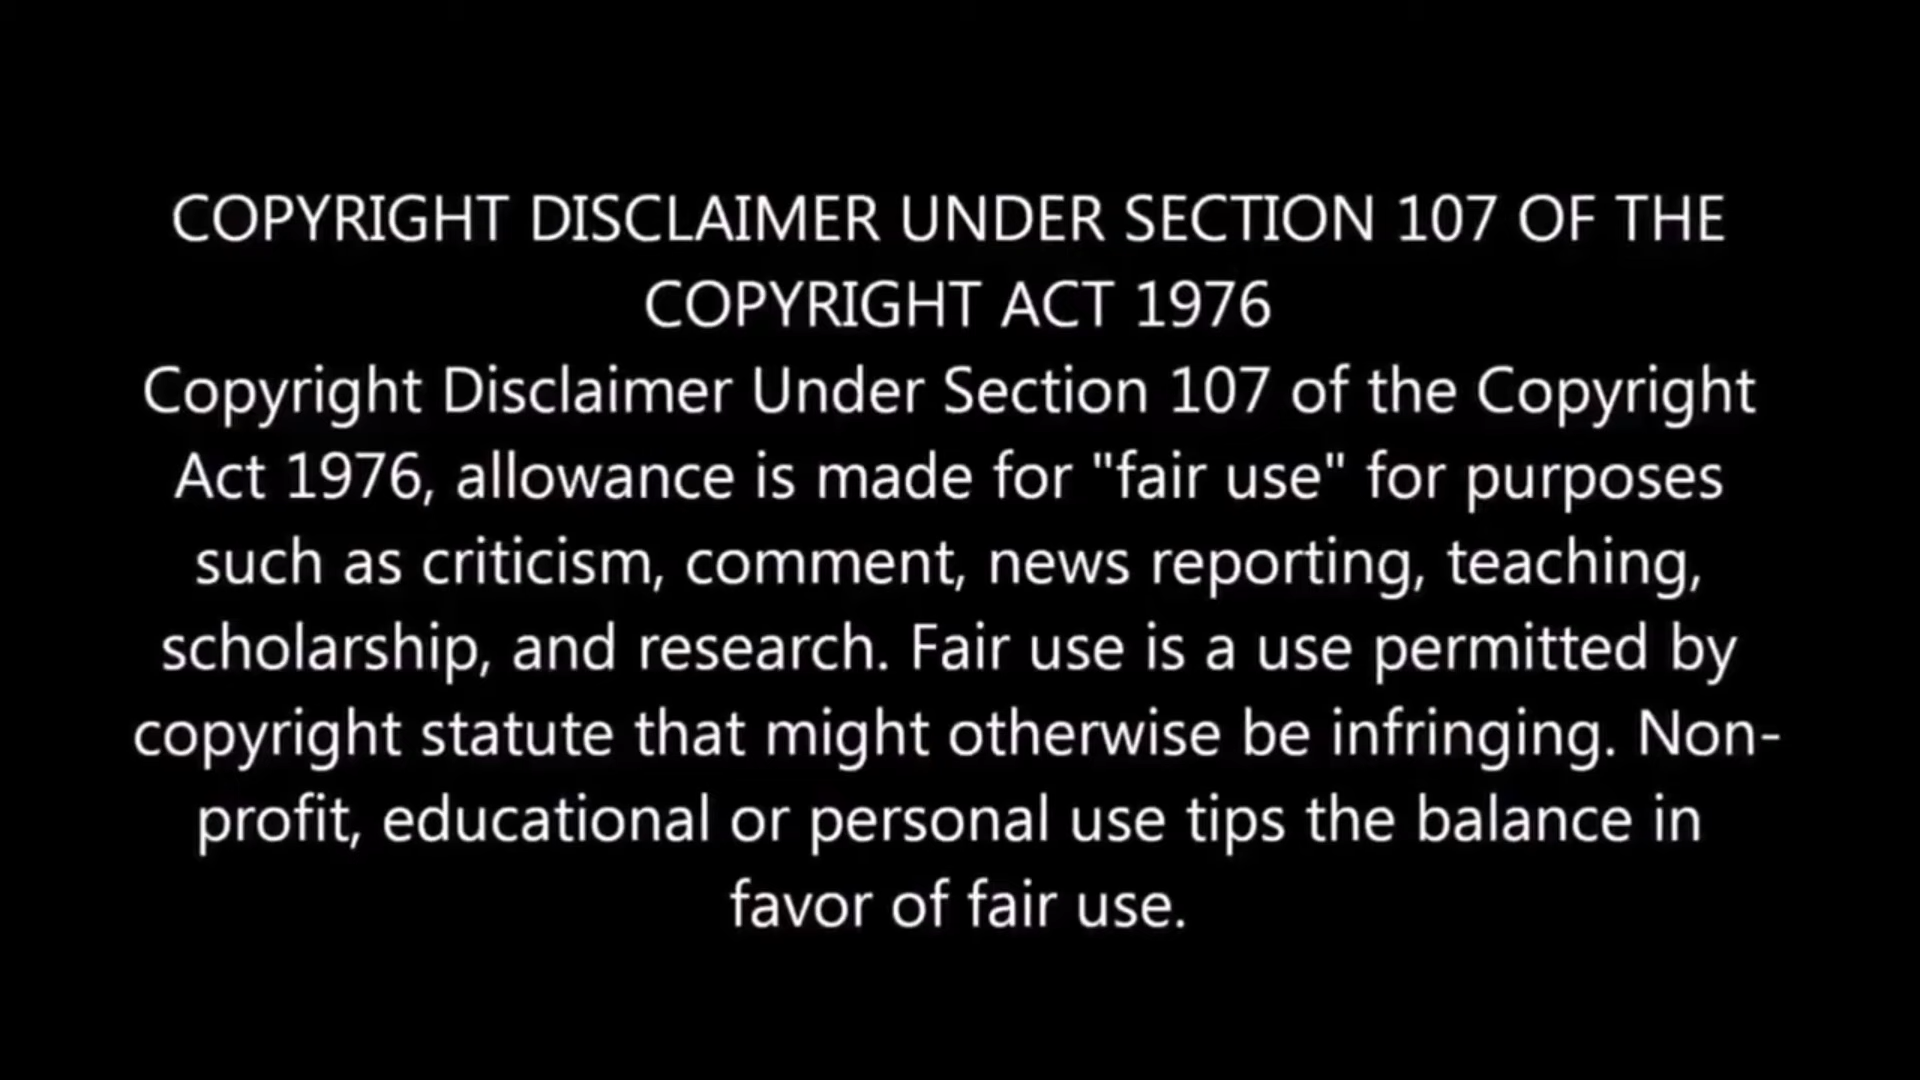 COPYRIGHT DISCLAIMER UNDER SECTION 107 OF THE
COPYRIGHT ACT 1976
Copyright Disclaimer Under Section 107 of the Copyright
Act 1976, allowance is made for "fair use" for purposes
such as criticism, comment, news reporting, teaching,
scholarship, and research. Fair use is a use permitted by
copyright statute that might otherwise be infringing. Non-
profit, educational or personal use tips the balance in
favor of fair use.